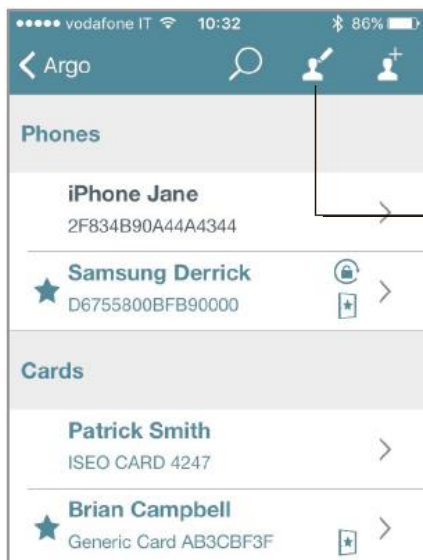 vodafone IT 10:32 86%
Argo
Phones
iPhone Jane
2F834B90A44A4344
Samsung Derrick
D6755800BFB90000
Cards
Patrick Smith
ISEO CARD 4247
Brian Campbell
Generic Card AB3CBF3F